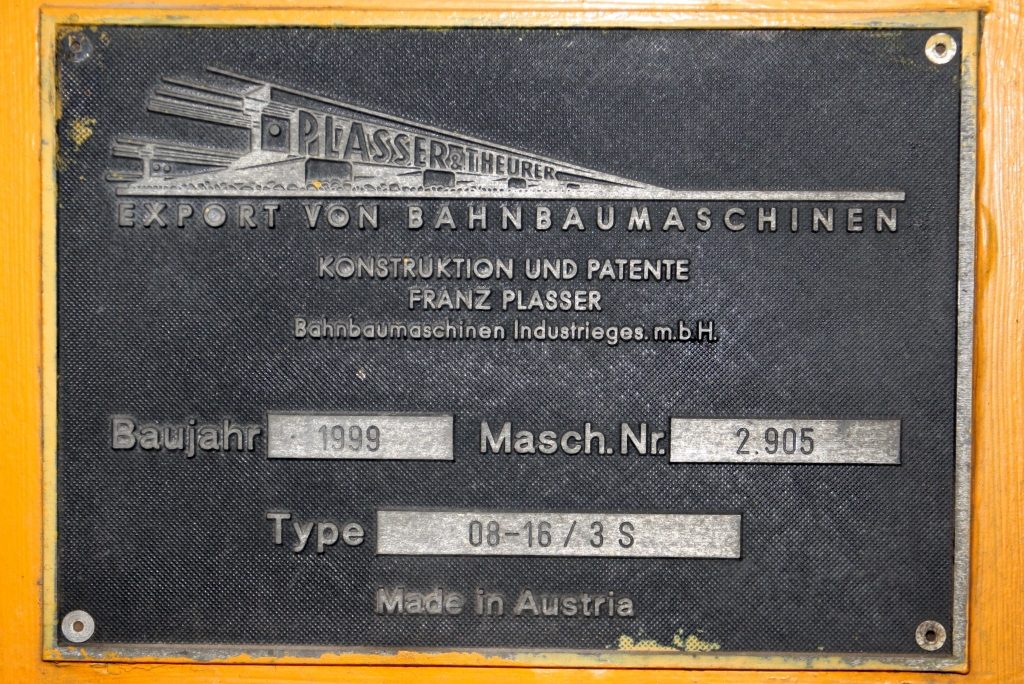 PLASSER & THEURER
EXPORT VON BAHNBAUMASCHINEN
KONSTRUKTION UND PATENTE
FRANZ PLASSER
Bahnbaumaschinen Industrieges. m.b.H.
Baujahr 1999 Masch. Nr. 2.905
Type 08-16 / 3 S
Made in Austria